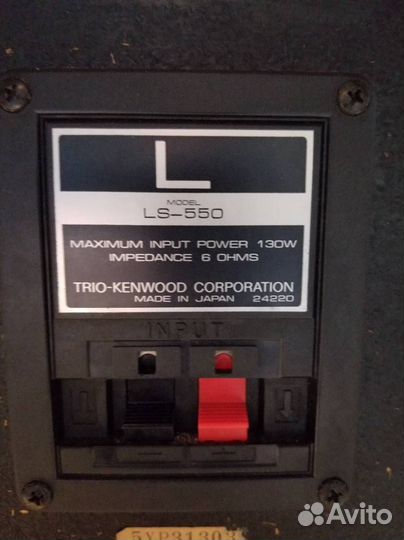 L
MODEL
LS-550
MAXIMUM INPUT POWER 130W
IMPEDANCE 6 OHMS
TRIO-KENWOOD CORPORATION
MADE IN JAPAN 24220
INPUT
Avito